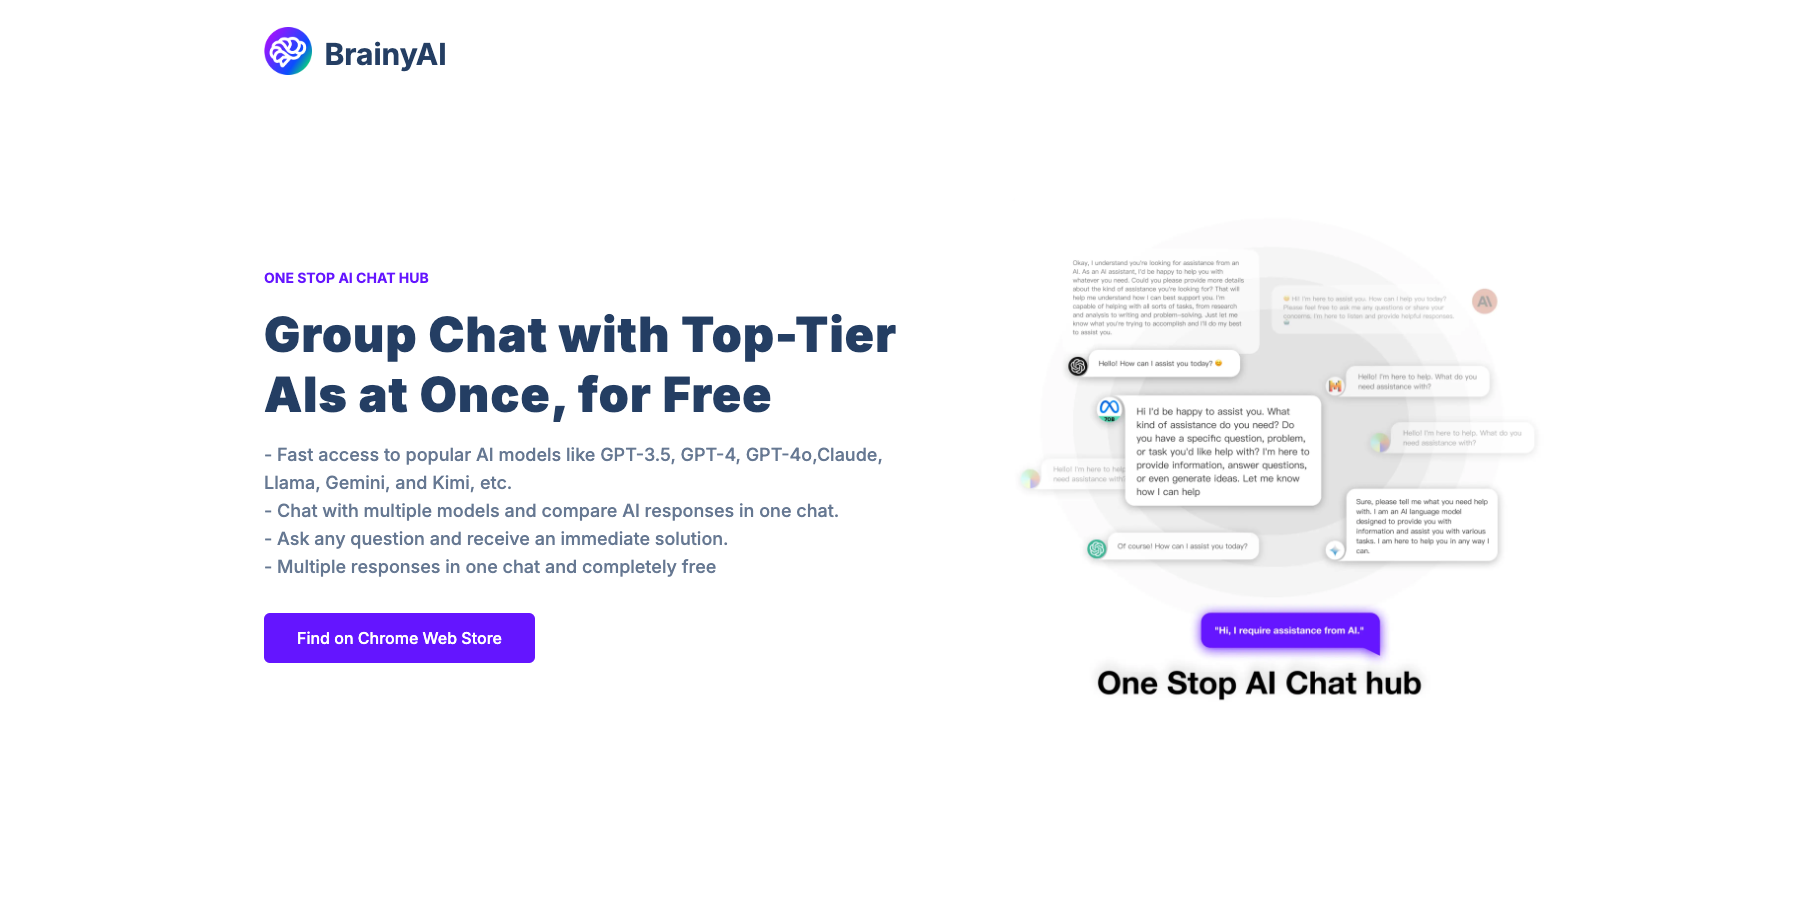 BrainyAI
ONE STOP AI CHAT HUB
Group Chat with Top-Tier
AIs at Once, for Free
- Fast access to popular AI models like GPT-3.5, GPT-4, GPT-4o,Claude,
Llama, Gemini, and Kimi, etc.
- Chat with multiple models and compare AI responses in one chat.
- Ask any question and receive an immediate solution.
- Multiple responses in one chat and completely free
Find on Chrome Web Store
Okay, I understand you're looking for assistance from an
AI. As an AI assistant, I'd be happy to help you with
whatever you need. Could you please provide more details
about the kind of assistance you're looking for? That will
help me understand how I can best support you. I'm
capable of helping with all sorts of tasks, from research
and analysis to writing and problem-solving. Just let me
know what you're trying to accomplish and I'll do my best
to assist you.
Hi! I'm here to assist you. How can I help you today?
Please feel free to ask me any questions or share your
concerns. I'm here to listen and provide helpful responses.
Hello! How can I assist you today?
Hello! I'm here to help. What do you
need assistance with?
70B
Hi I'd be happy to assist you. What
kind of assistance do you need? Do
you have a specific question, problem,
or task you'd like help with? I'm here to
provide information, answer questions,
or even generate ideas. Let me know
how I can help
Hello! I'm here to help. What do you
need assistance with?
Hello! I'm here to help
need assistance with?
Sure, please tell me what you need help
with. I am an AI language model
designed to provide you with
information and assist you with various
tasks. I am here to help you in any way I
can.
Of course! How can I assist you today?
"Hi, I require assistance from AI."
One Stop AI Chat hub